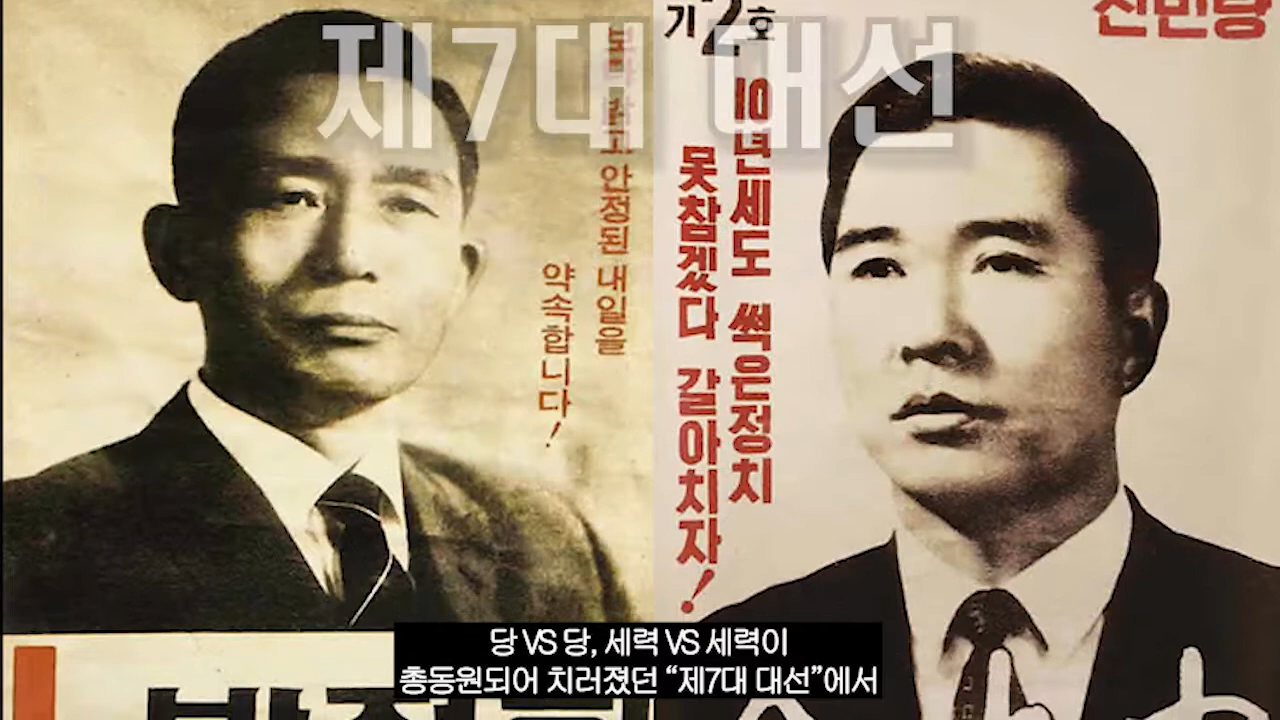 제7대 대선
안정된 내일을
약속합니다!
기2호
신민당
10년세도 썩은정치
못참겠다 갈아치자!
당 VS 당, 세력 VS 세력이
총동원되어 치러졌던 “제7대 대선”에서